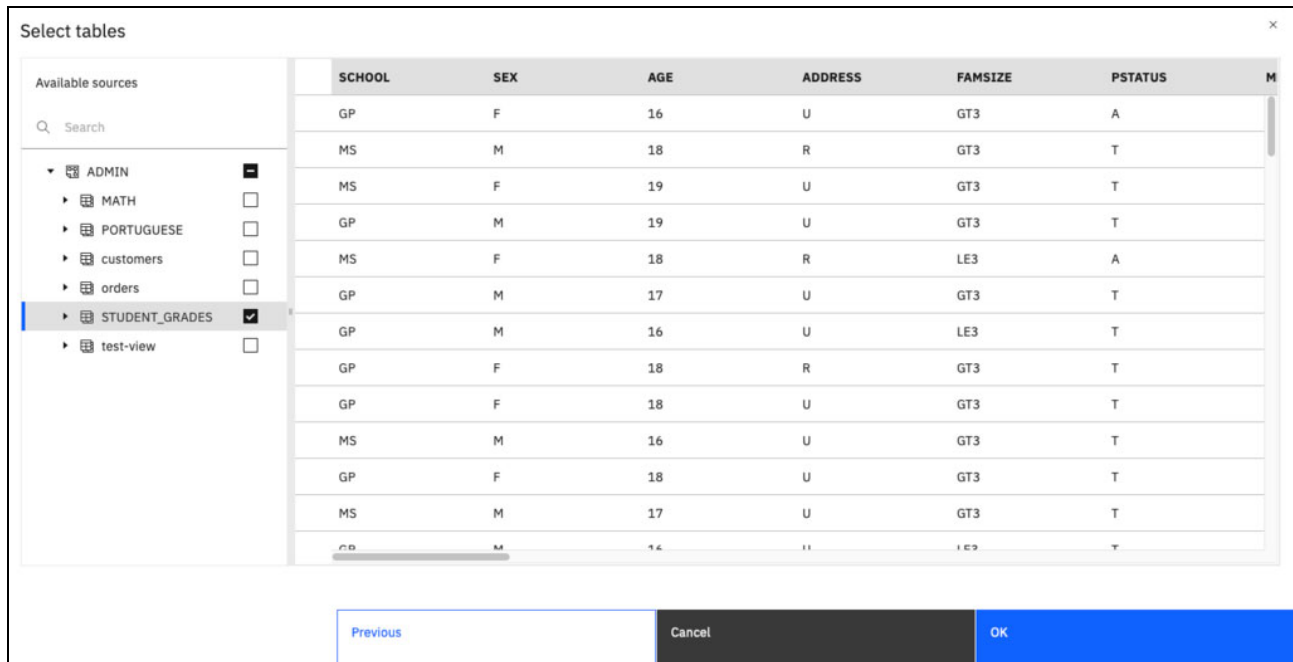 Select tables
×
Available sources
Search
ADMIN
MATH
PORTUGUESE
customers
orders
STUDENT_GRADES
test-view
SCHOOL SEX AGE ADDRESS FAMSIZE PSTATUS M
GP F 16 U GT3 A
MS M 18 R GT3 T
MS F 19 U GT3 T
GP M 19 U GT3 T
MS F 18 R LE3 A
GP M 17 U GT3 T
GP M 16 U LE3 T
GP F 18 R GT3 T
GP F 18 U GT3 T
MS M 16 U GT3 T
GP F 18 U GT3 T
MS M 17 U GT3 T
GP M 16 U LE3 T
Previous Cancel OK